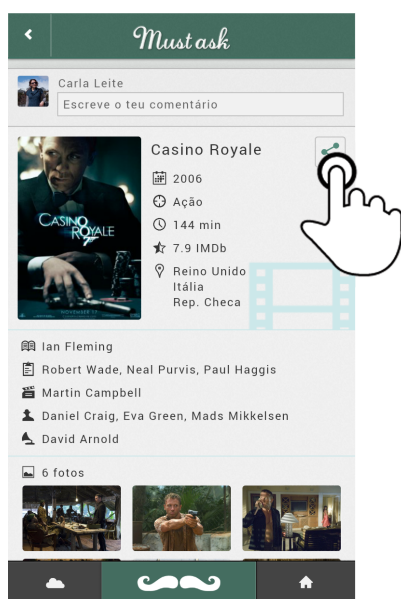 Must ask
Carla Leite
Escreve o teu comentário
Casino Royale
2006
Ação
144 min
7.9 IMDb
Reino Unido
Itália
Rep. Checa
CASINO
ROYALE
NOVEMBER 17
Ian Fleming
Robert Wade, Neal Purvis, Paul Haggis
Martin Campbell
Daniel Craig, Eva Green, Mads Mikkelsen
David Arnold
6 fotos